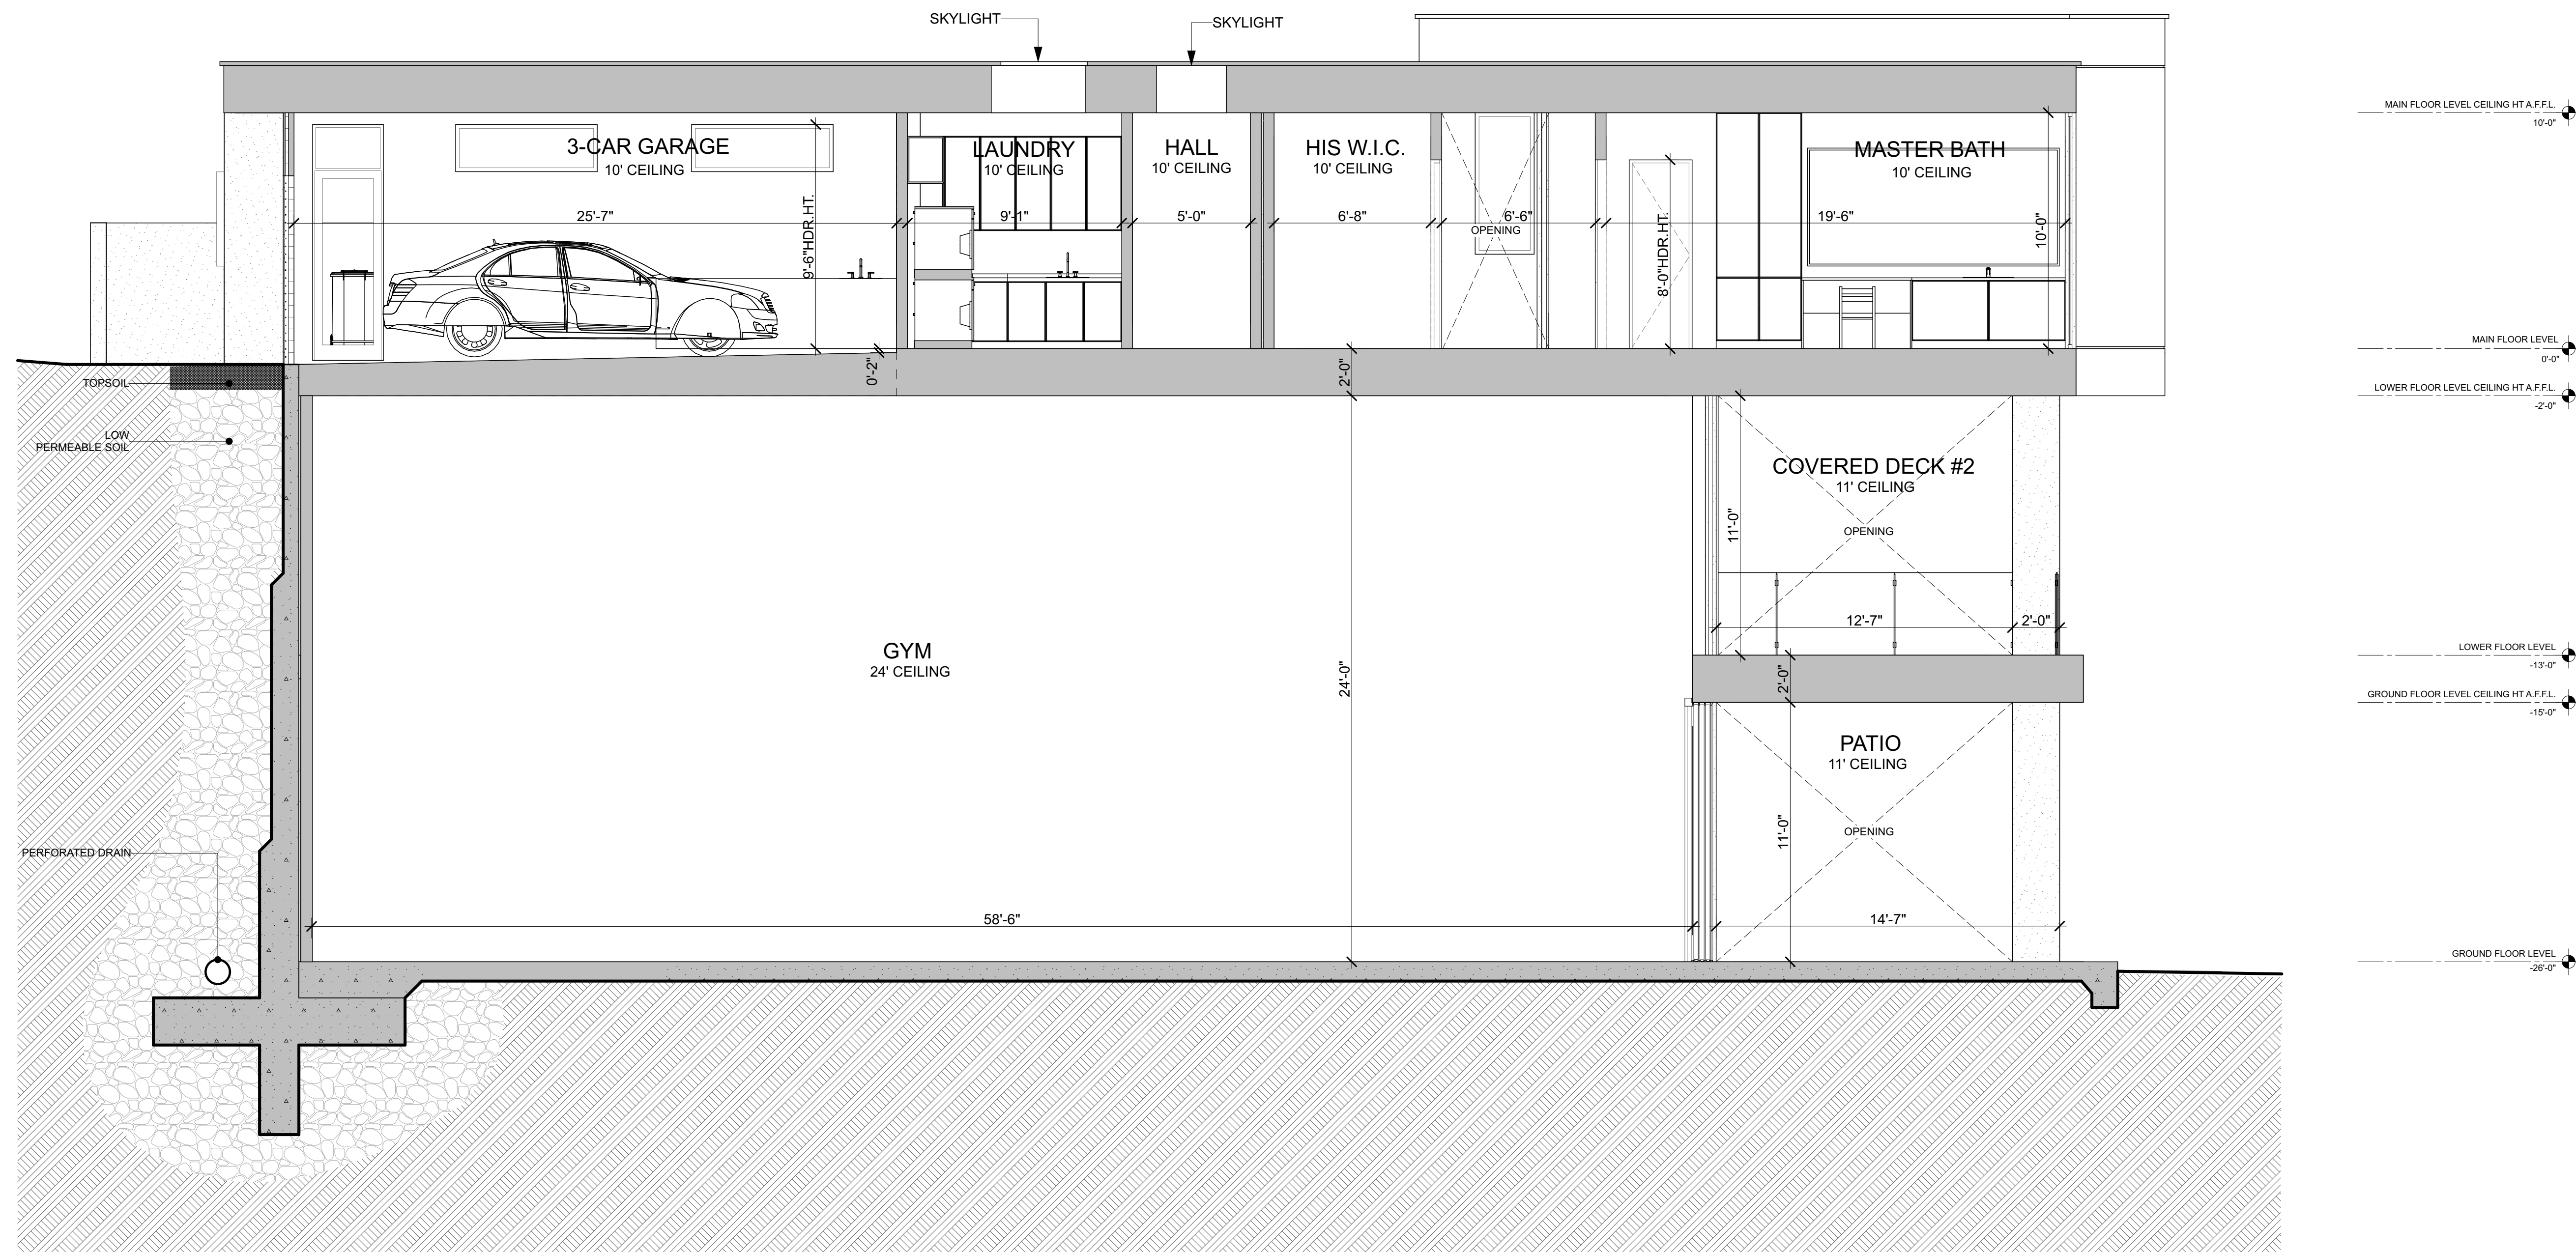 SKYLIGHT
SKYLIGHT
MAIN FLOOR LEVEL CEILING HT A.F.F.L.
10'-0"
3-CAR GARAGE
10' CEILING
LAUNDRY
10' CEILING
HALL
10' CEILING
HIS W.I.C.
10' CEILING
MASTER BATH
10' CEILING
25'-7"
9'-6"HDR.HT.
9'-1"
5'-0"
6'-8"
6'-6"
OPENING
8'-0"HDR.HT.
19'-6"
10'-0"
MAIN FLOOR LEVEL
0'-0"
0'-2"
2'-0"
TOPSOIL
LOWER FLOOR LEVEL CEILING HT A.F.F.L.
-2'-0"
LOW
PERMEABLE SOIL
COVERED DECK #2
11' CEILING
11'-0"
OPENING
12'-7"
2'-0"
GYM
24' CEILING
24'-0"
LOWER FLOOR LEVEL
-13'-0"
2'-0"
GROUND FLOOR LEVEL CEILING HT A.F.F.L.
-15'-0"
PATIO
11' CEILING
11'-0"
OPENING
PERFORATED DRAIN
58'-6"
14'-7"
GROUND FLOOR LEVEL
-26'-0"